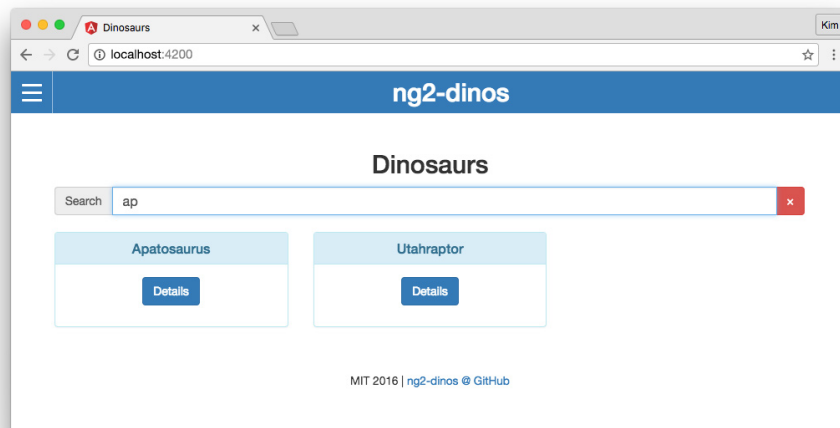 Dinosaurs
Kim
localhost:4200
ng2-dinos
Dinosaurs
Search ap ×
Apatosaurus Utahraptor
Details Details
MIT 2016 | ng2-dinos @ GitHub